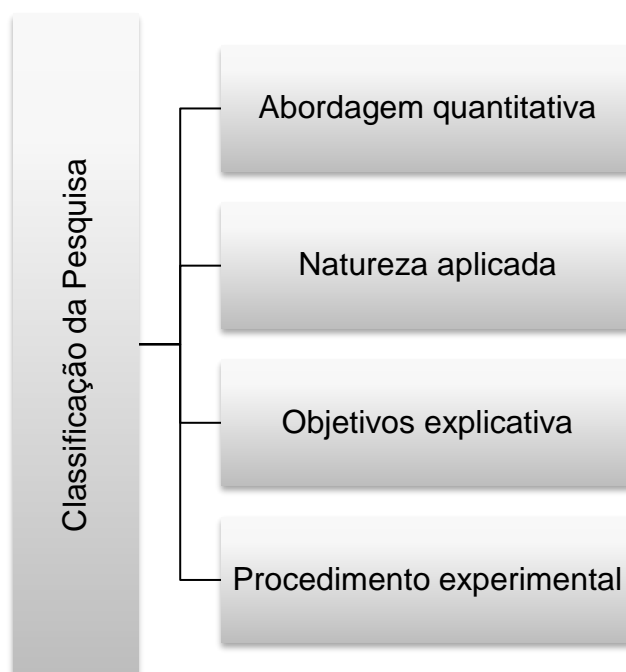 Classificação da Pesquisa
Abordagem quantitativa
Natureza aplicada
Objetivos explicativa
Procedimento experimental